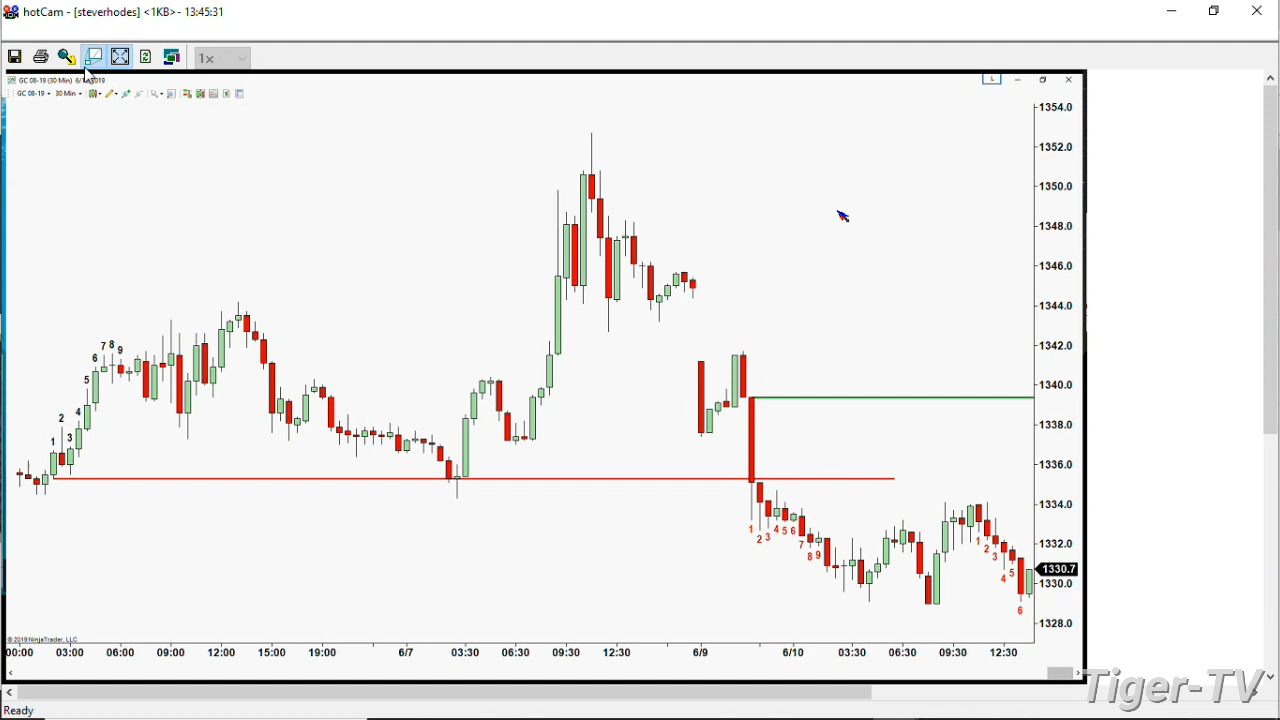 hotCam - [steverhodes] <1KB> - 13:45:31
1x
GC 08-19 (30 Min)
L
GC 08-19
30 Min
1354.0
1352.0
1350.0
1348.0
1346.0
1344.0
1342.0
1340.0
1338.0
1336.0
1334.0
1332.0
1330.7
1330.0
1328.0
1 2 3 4 5 6 7 8 9
1 2 3 4 5 6 7 8 9
1 2 3 4 5 6
© 2019 NinjaTrader, LLC
00:00 03:00 06:00 09:00 12:00 15:00 19:00 6/7 03:30 06:30 09:30 12:30 6/9 6/10 03:30 06:30 09:30 12:30
Tiger-TV
Ready